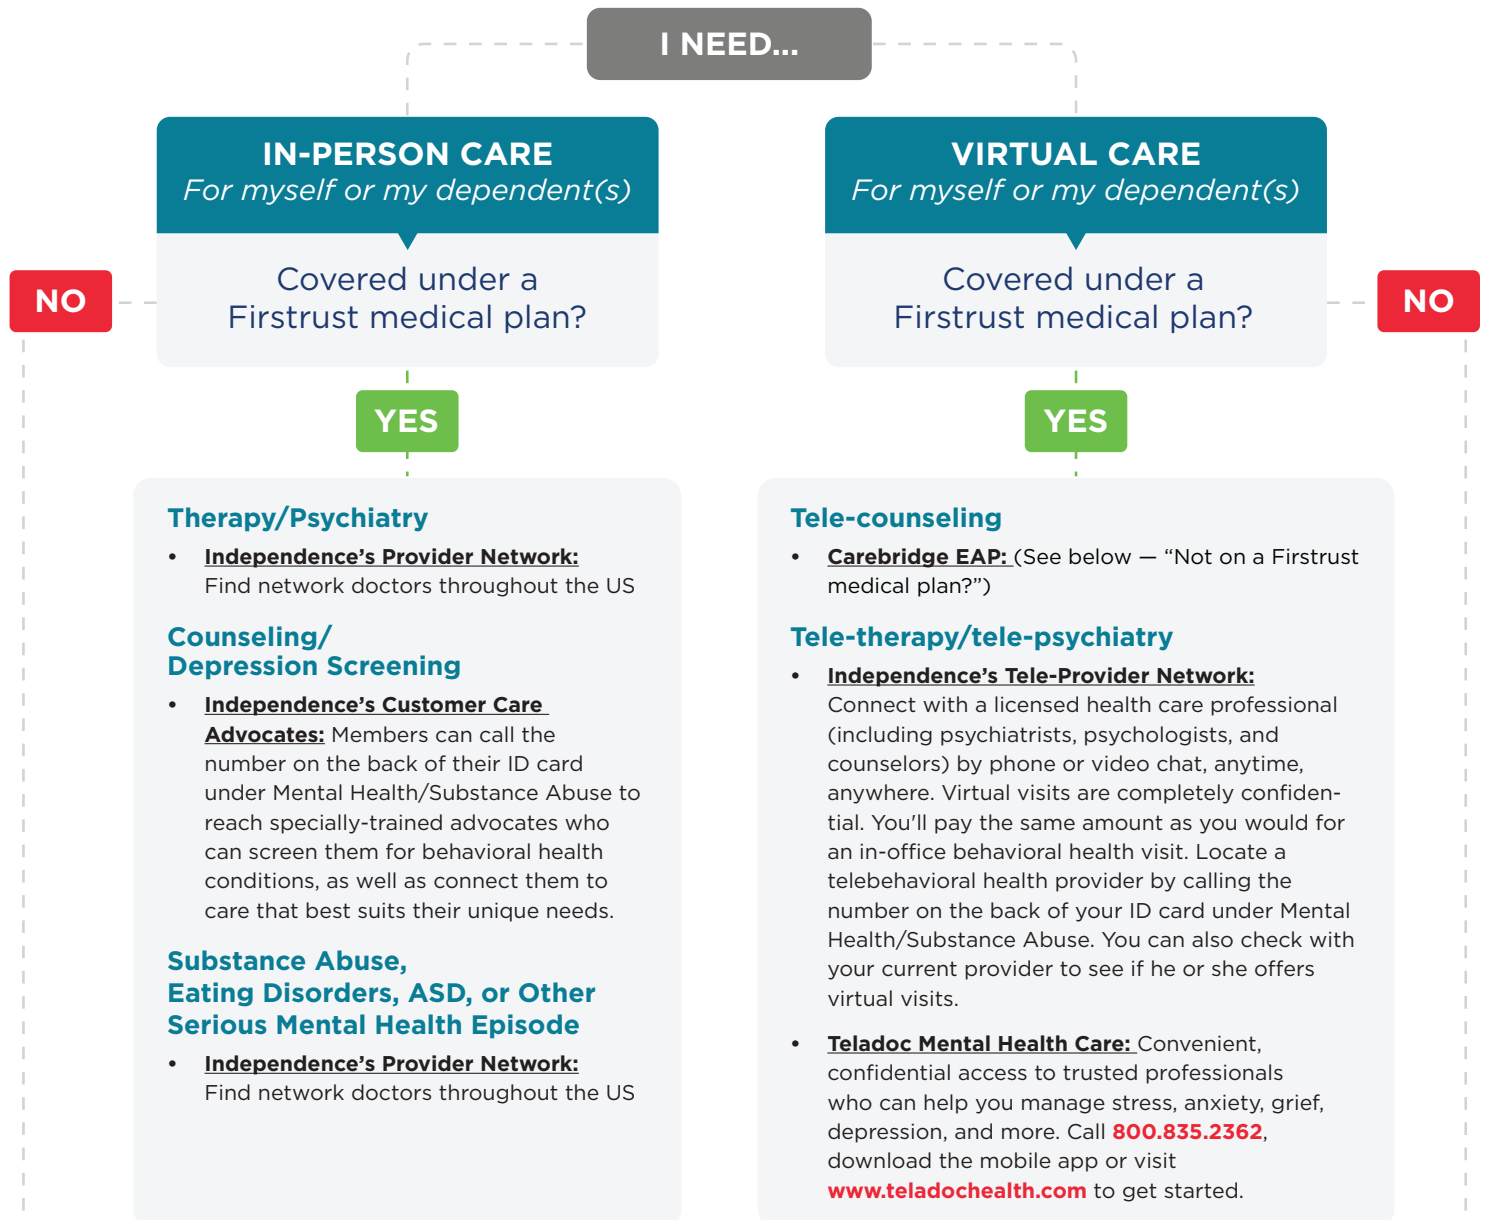 I NEED...
IN-PERSON CARE
For myself or my dependent(s)
Covered under a
Firstrust medical plan?
NO
YES
Therapy/Psychiatry
• Independence’s Provider Network:
Find network doctors throughout the US
Counseling/
Depression Screening
• Independence’s Customer Care
Advocates: Members can call the
number on the back of their ID card
under Mental Health/Substance Abuse to
reach specially-trained advocates who
can screen them for behavioral health
conditions, as well as connect them to
care that best suits their unique needs.
Substance Abuse,
Eating Disorders, ASD, or Other
Serious Mental Health Episode
• Independence’s Provider Network:
Find network doctors throughout the US
VIRTUAL CARE
For myself or my dependent(s)
Covered under a
Firstrust medical plan?
NO
YES
Tele-counseling
• Carebridge EAP: (See below — “Not on a Firstrust
medical plan?”)
Tele-therapy/tele-psychiatry
• Independence’s Tele-Provider Network:
Connect with a licensed health care professional
(including psychiatrists, psychologists, and
counselors) by phone or video chat, anytime,
anywhere. Virtual visits are completely confiden-
tial. You'll pay the same amount as you would for
an in-office behavioral health visit. Locate a
telebehavioral health provider by calling the
number on the back of your ID card under Mental
Health/Substance Abuse. You can also check with
your current provider to see if he or she offers
virtual visits.
• Teladoc Mental Health Care: Convenient,
confidential access to trusted professionals
who can help you manage stress, anxiety, grief,
depression, and more. Call 800.835.2362,
download the mobile app or visit
www.teladochealth.com to get started.